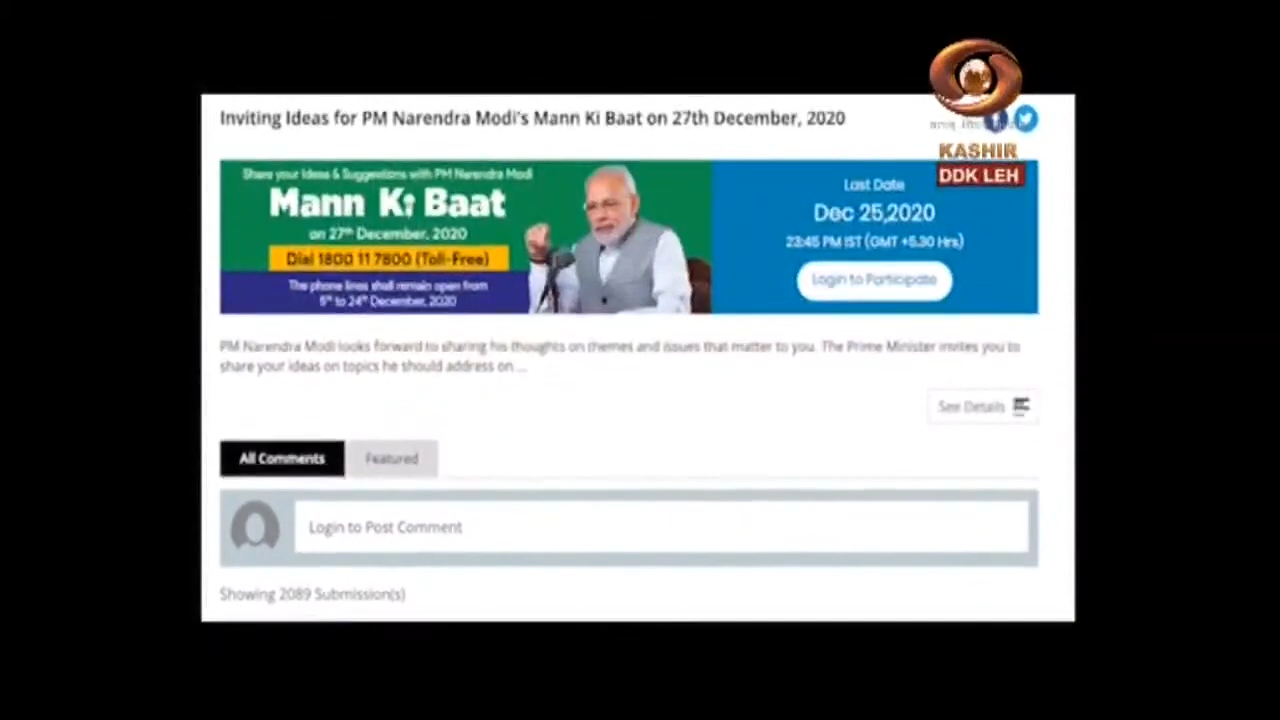 Inviting Ideas for PM Narendra Modi's Mann Ki Baat on 27th December, 2020
KASHIR
DDK LEH
Share your Ideas & Suggestions with PM Narendra Modi
Mann Ki Baat
on 27th December, 2020
Dial 1800 11 7800 (Toll-Free)
The phone lines shall remain open from
5th to 24th December, 2020
Last Date
Dec 25,2020
23:45 PM IST (GMT +5.30 Hrs)
Login to Participate
PM Narendra Modi looks forward to sharing his thoughts on themes and issues that matter to you. The Prime Minister invites you to
share your ideas on topics he should address on ...
See Details
All Comments
Featured
Login to Post Comment
Showing 2089 Submission(s)